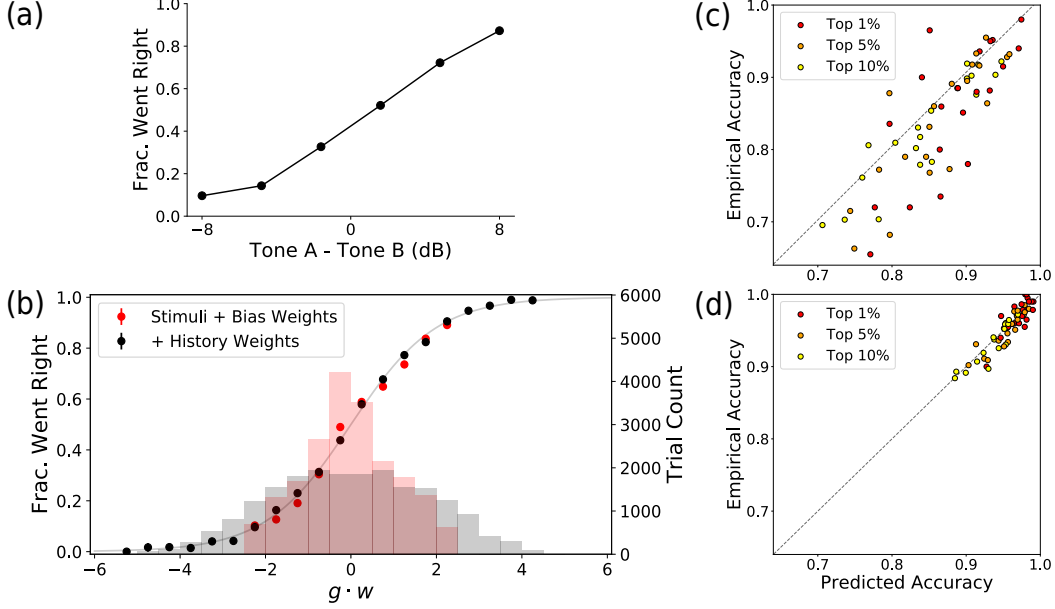 (a)
Frac. Went Right
1.0
0.8
0.6
0.4
0.2
0.0
−8
0
8
Tone A - Tone B (dB)
(b)
Frac. Went Right
1.0
0.8
0.6
0.4
0.2
0.0
Stimuli + Bias Weights
+ History Weights
6000
5000
4000
3000
2000
1000
0
Trial Count
−6
−4
−2
0
2
4
6
g · w
(c)
Empirical Accuracy
1.0
0.9
0.8
0.7
Top 1%
Top 5%
Top 10%
0.7
0.8
0.9
1.0
(d)
Empirical Accuracy
1.0
0.9
0.8
0.7
Top 1%
Top 5%
Top 10%
0.7
0.8
0.9
1.0
Predicted Accuracy